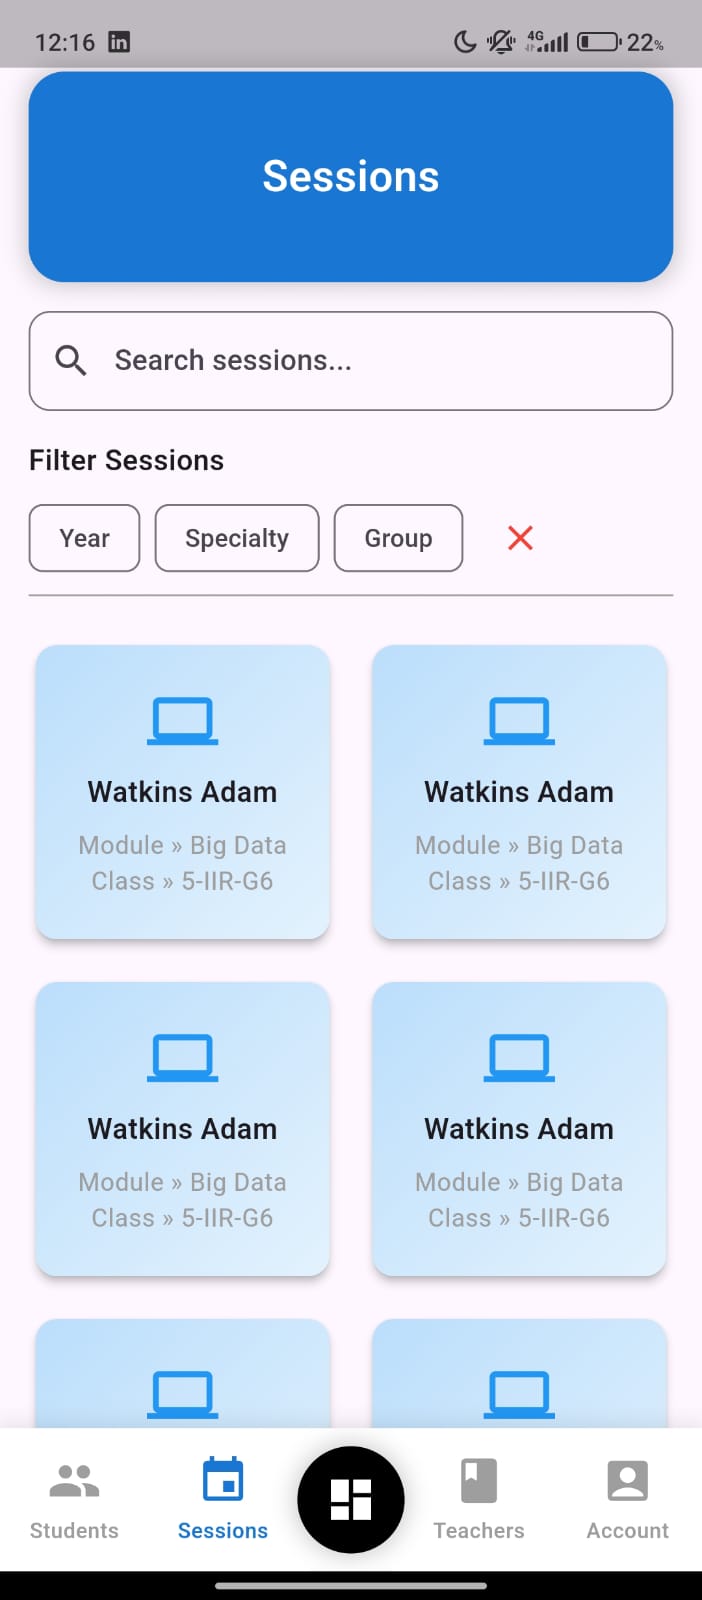 12:16 in 4G 22%
Sessions
Search sessions...
Filter Sessions
Year Specialty Group
Watkins Adam
Module » Big Data
Class » 5-IIR-G6
Watkins Adam
Module » Big Data
Class » 5-IIR-G6
Watkins Adam
Module » Big Data
Class » 5-IIR-G6
Watkins Adam
Module » Big Data
Class » 5-IIR-G6
Students Sessions Teachers Account